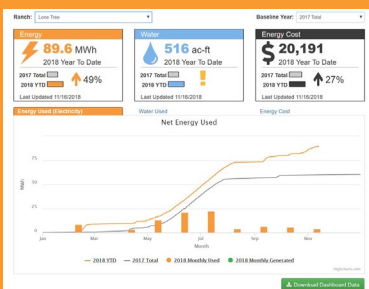 Ranch: Lone Tree
Baseline Year: 2017 Total
Energy
89.6 MWh
2018 Year To Date
2017 Total
2018 YTD
49%
Last Updated 11/16/2018
Water
516 ac-ft
2018 Year To Date
2017 Total
2018 YTD
Last Updated 11/16/2018
Energy Cost
$ 20,191
2018 Year To Date
2017 Total
2018 YTD
27%
Last Updated 11/16/2018
Energy Used (Electricity)
Water Used
Energy Cost
Net Energy Used
MWh
75
50
25
0
Jan
Mar
May
Jul
Sep
Nov
Month
2018 YTD
2017 Total
2018 Monthly Used
2018 Monthly Generated
Highcharts.com
Download Dashboard Data